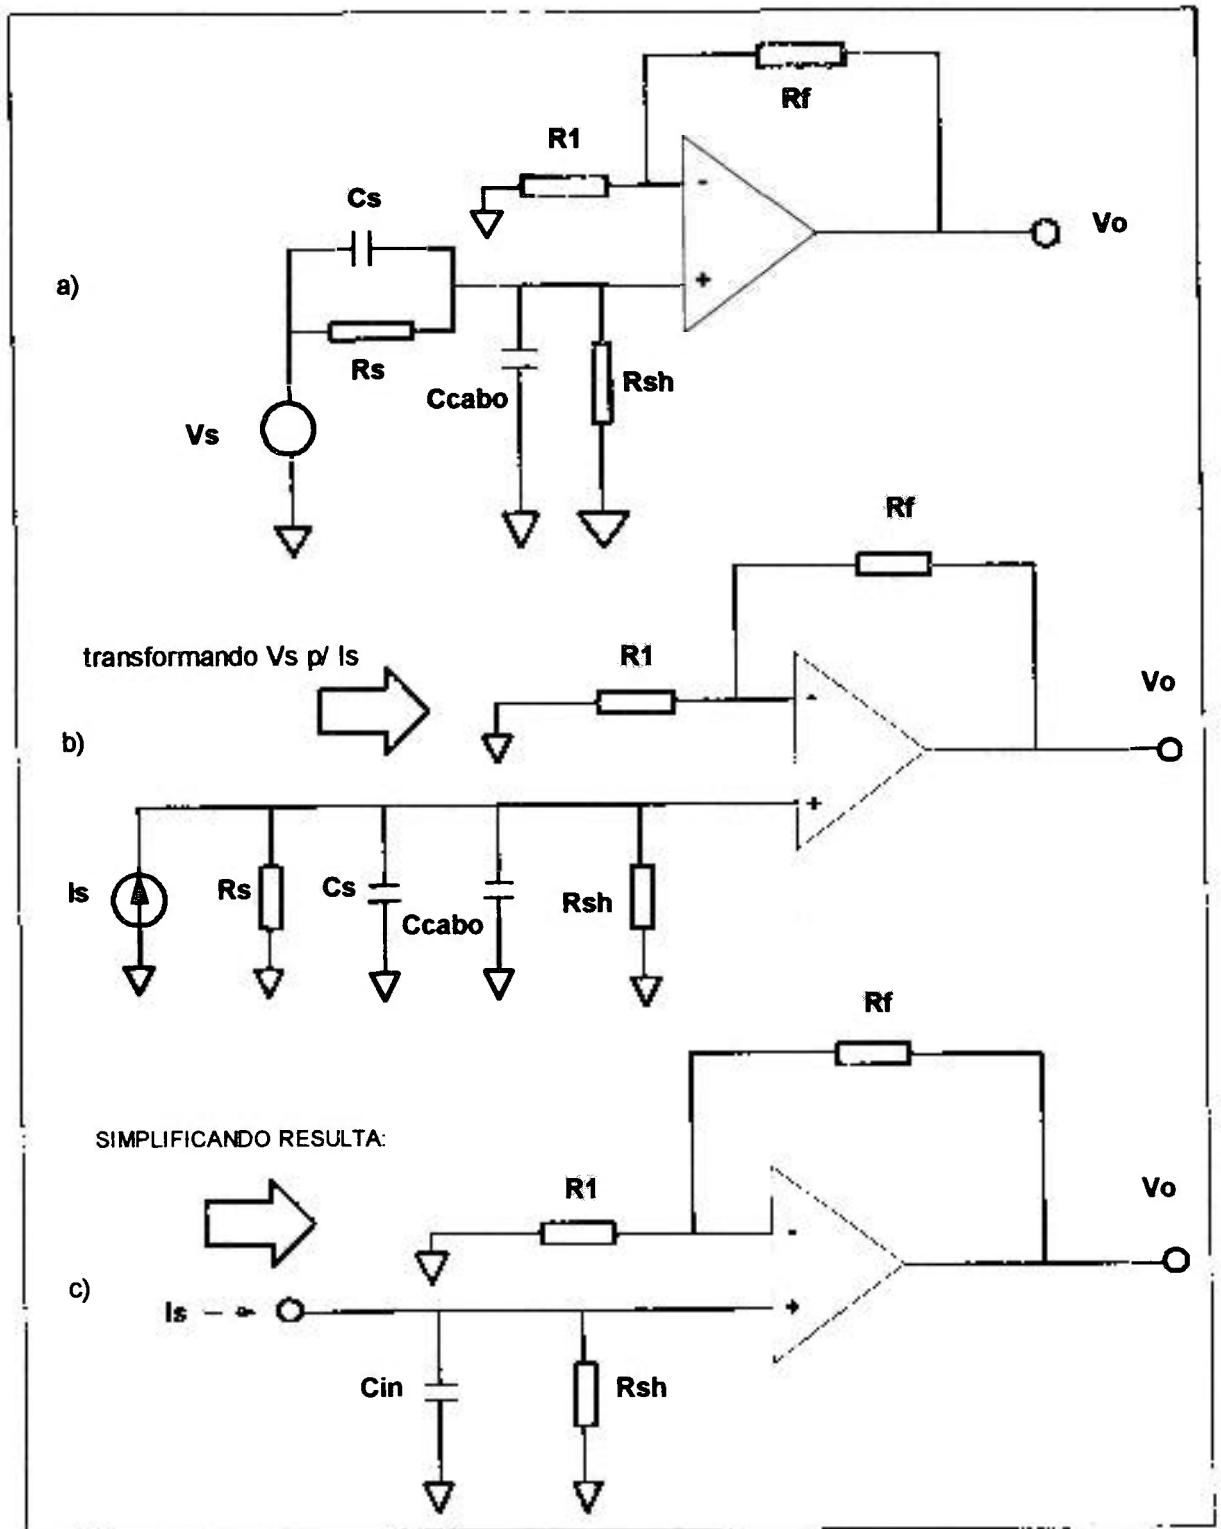 Rf
R1
-
Cs
Vo
a)
+
Rs
Ccabo
Rsh
Vs
Rf
transformando Vs p/ Is
R1
Vo
-
b)
+
Is
Rs
Cs
Ccabo
Rsh
Rf
SIMPLIFICANDO RESULTA:
R1
Vo
-
c)
Is
+
Cin
Rsh